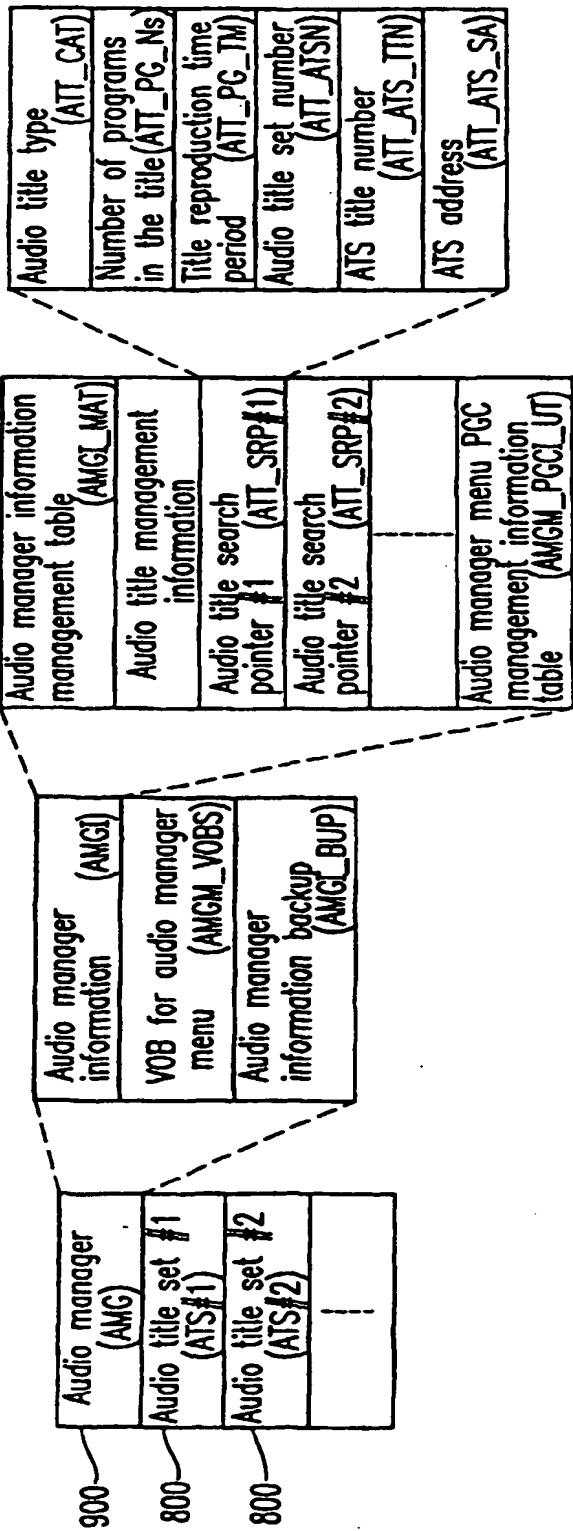 900
Audio manager
(AMG)
800
Audio title set #1
(ATS#1)
800
Audio title set #2
(ATS#2)
Audio manager
information (AMGI)
VOB for audio manager
menu (AMGM_VOBS)
Audio manager
information backup
(AMGI_BUP)
Audio manager information
management table
(AMGI_MAT)
Audio title management
information
Audio title search
pointer #1 (ATT_SRP#1)
Audio title search
pointer #2 (ATT_SRP#2)
Audio manager menu PGC
management information
table (AMGM_PGCI_UT)
Audio title type
(ATT_CAT)
Number of programs
in the title (ATT_PG_Ns)
Title reproduction time
period (ATT_PG_TM)
Audio title set number
(ATT_ATSN)
ATS title number
(ATT_ATS_TTN)
ATS address
(ATT_ATS_SA)